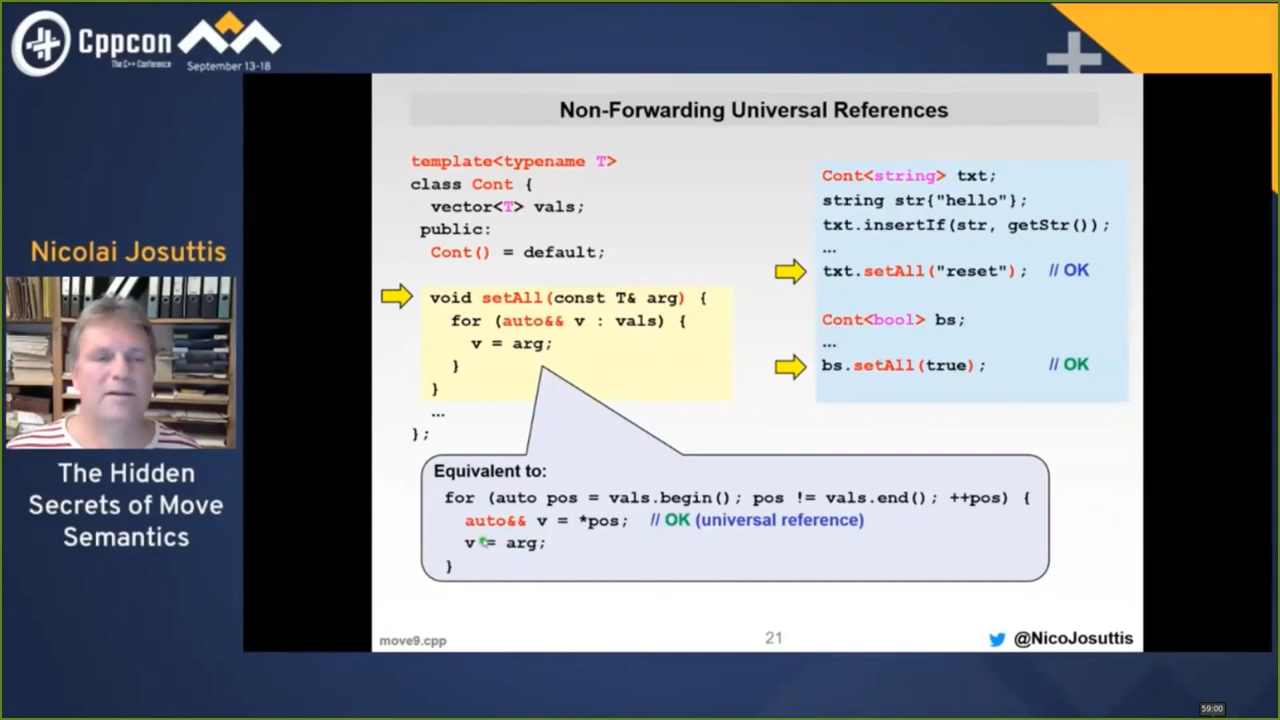 Cppcon
The C++ Conference
September 13-18
Nicolai Josuttis
The Hidden
Secrets of Move
Semantics
Non-Forwarding Universal References
template<typename T>
class Cont {
vector<T> vals;
public:
Cont() = default;
void setAll(const T& arg) {
for (auto&& v : vals) {
v = arg;
}
}
...
};
Cont<string> txt;
string str{"hello"};
txt.insertIf(str, getStr());
...
txt.setAll("reset"); // OK
Cont<bool> bs;
...
bs.setAll(true); // OK
Equivalent to:
for (auto pos = vals.begin(); pos != vals.end(); ++pos) {
auto&& v = *pos; // OK (universal reference)
v = arg;
}
move9.cpp
21
@NicoJosuttis
59:00